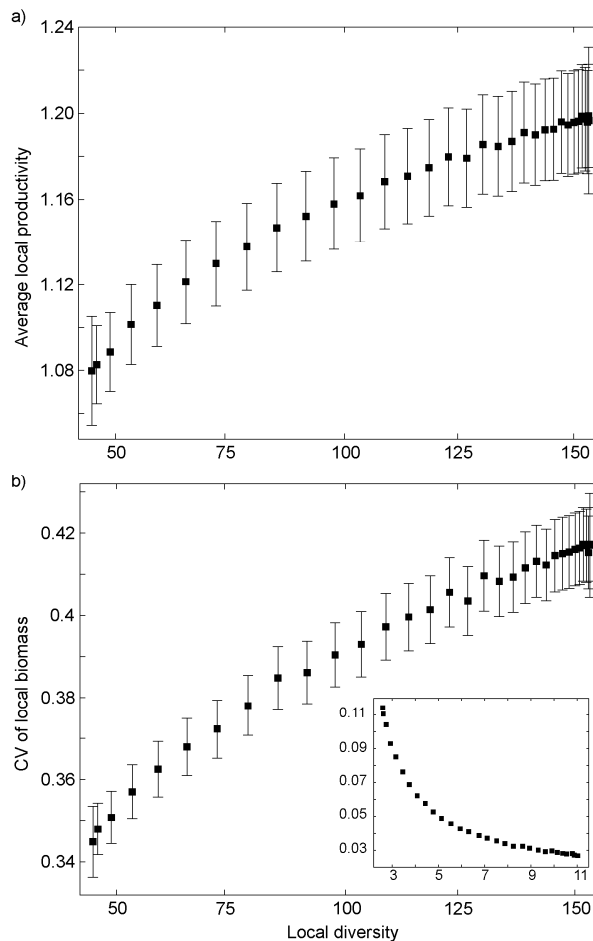 a)
1.24
1.20
1.16
1.12
1.08
Average local productivity
50 75 100 125 150
b)
0.42
0.4
0.38
0.36
0.34
CV of local biomass
0.11
0.09
0.07
0.05
0.03
3 5 7 9 11
50 75 100 125 150
Local diversity